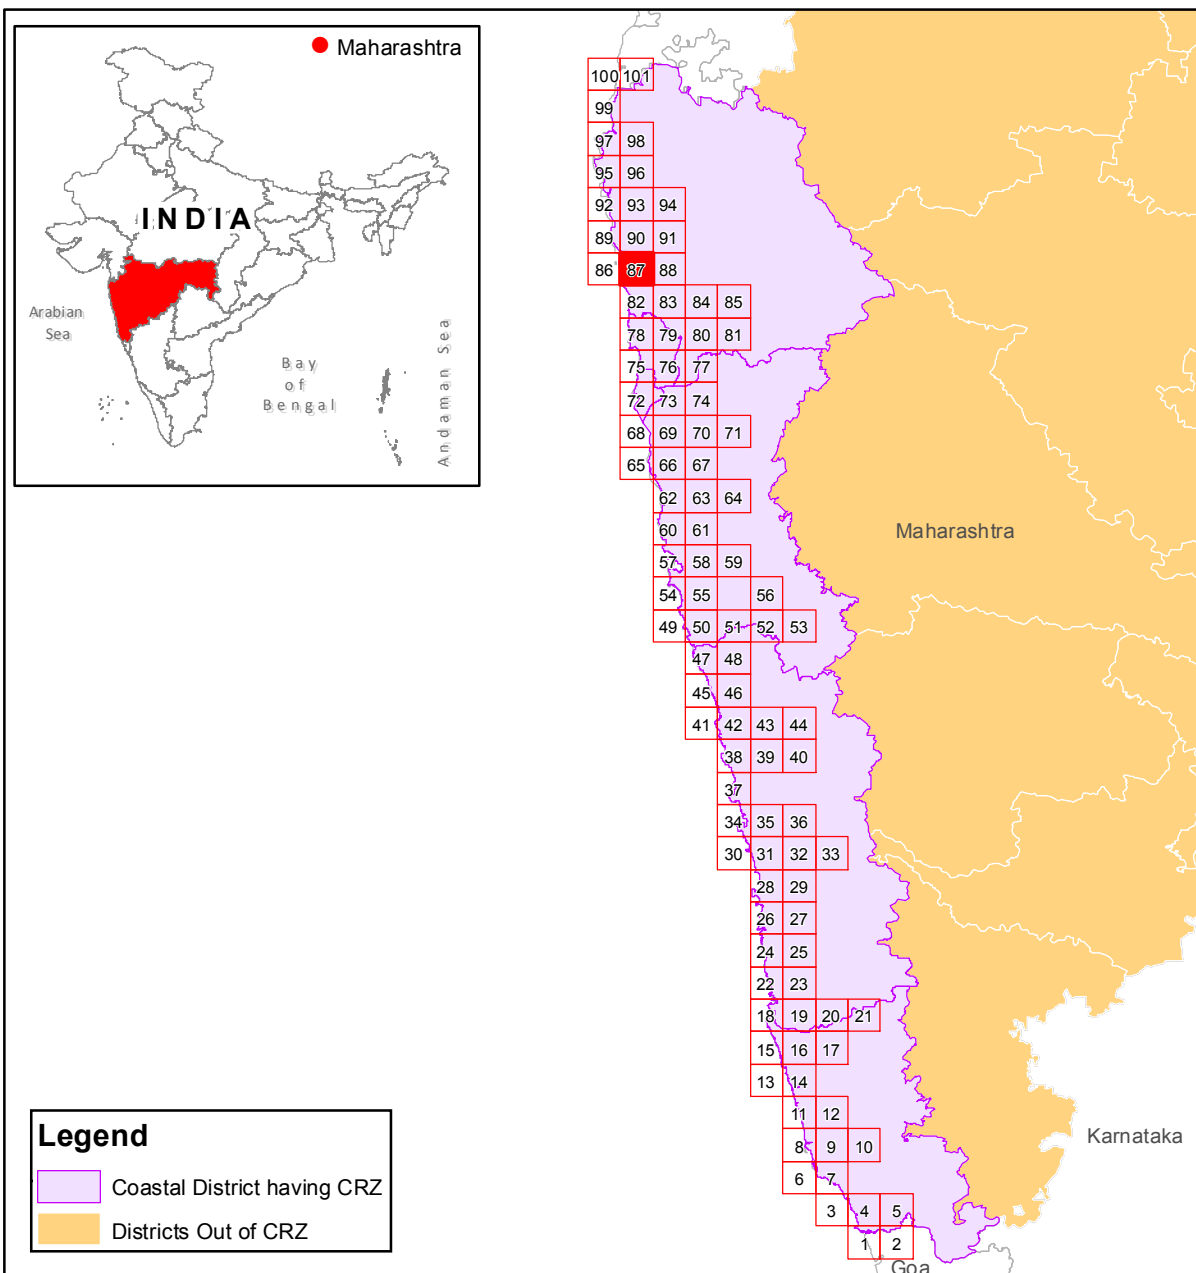 Maharashtra
INDIA
Arabian
Sea
Bay
of
Bengal
Andaman Sea
100 101
99
97 98
95 96
92 93 94
89 90 91
86 87 88
82 83 84 85
78 79 80 81
75 76 77
72 73 74
68 69 70 71
65 66 67
62 63 64
60 61
Maharashtra
57 58 59
54 55 56
49 50 51 52 53
47 48
45 46
41 42 43 44
38 39 40
37
34 35 36
30 31 32 33
28 29
26 27
24 25
22 23
18 19 20 21
15 16 17
13 14
11 12
8 9 10
Karnataka
6 7
3 4 5
1 2
Goa
Legend
Coastal District having CRZ
Districts Out of CRZ